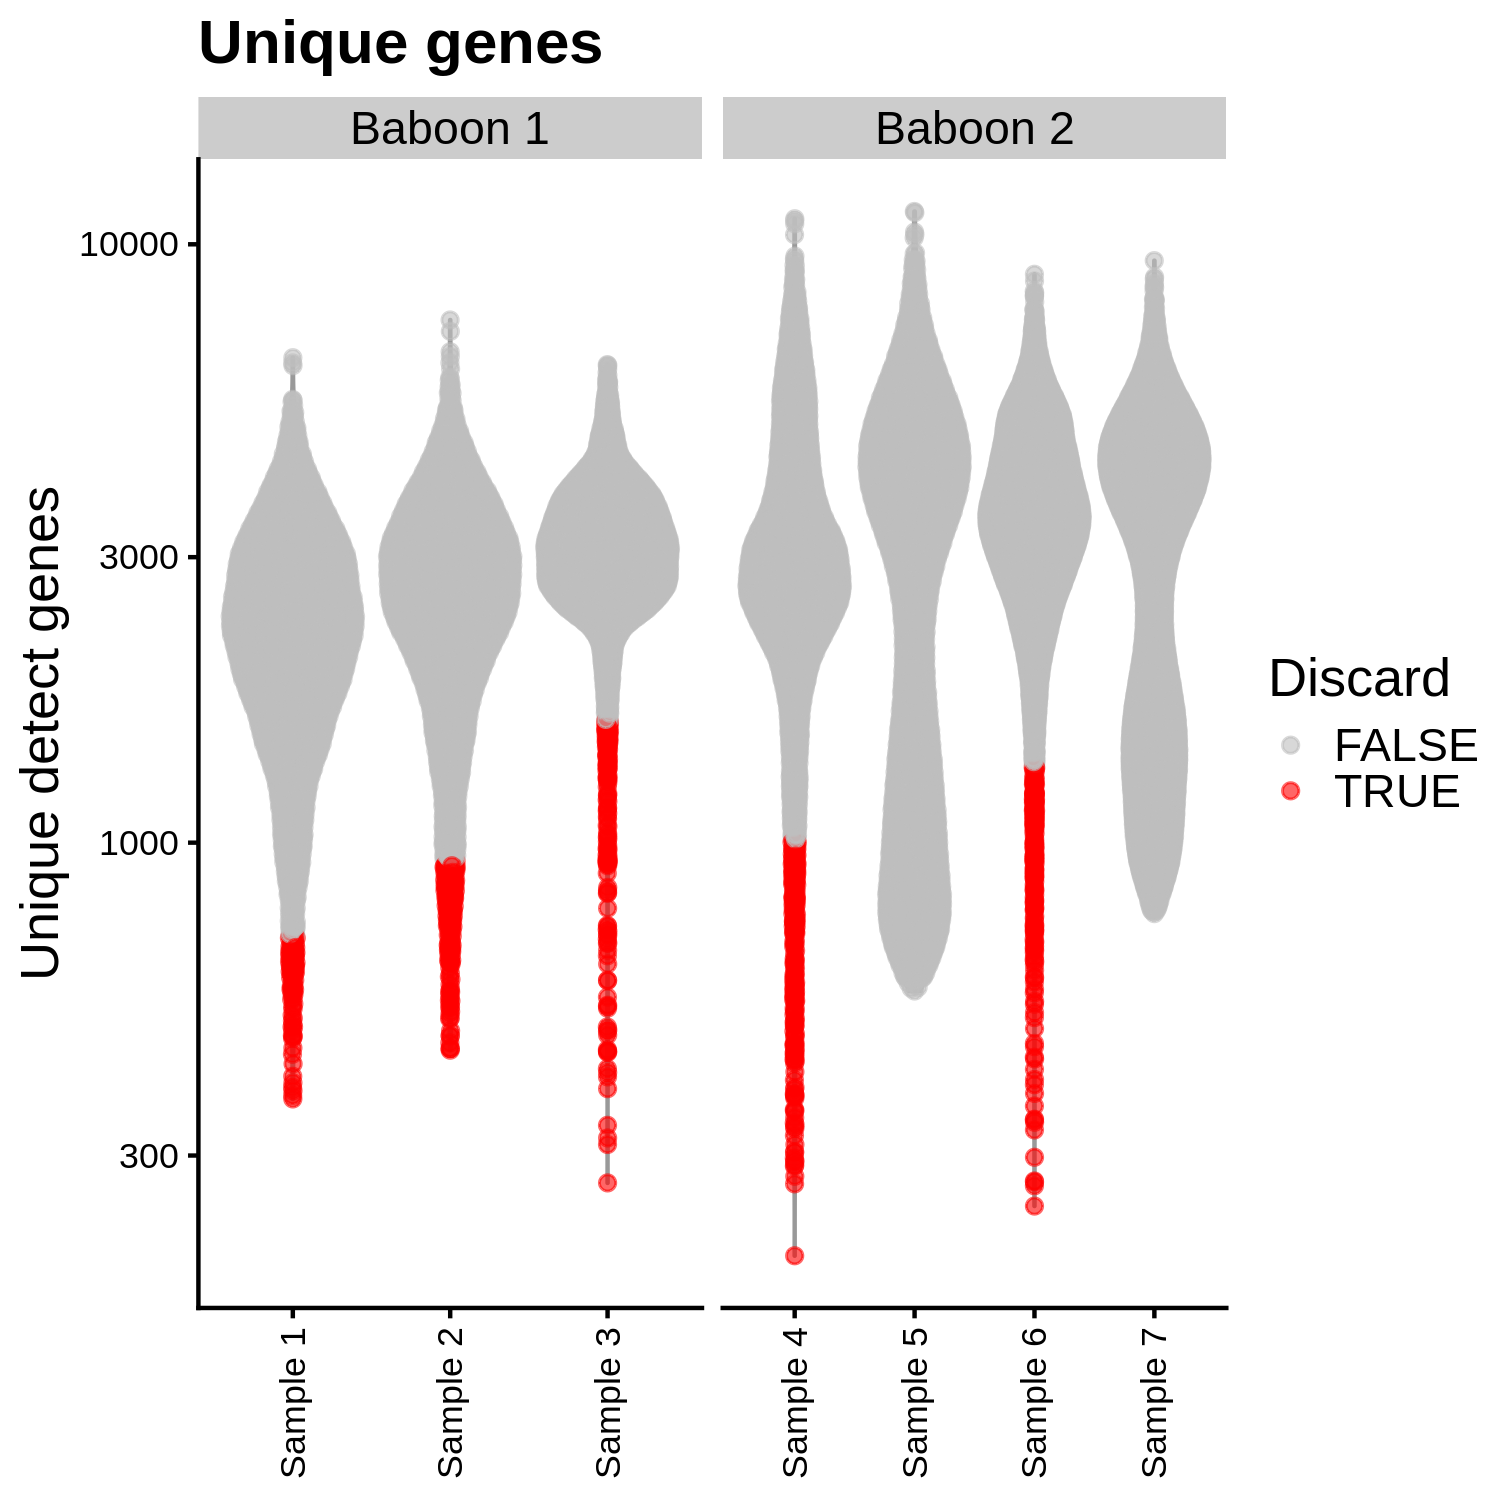 Unique genes
Baboon 1
Baboon 2
Unique detect genes
10000
3000
1000
300
Sample 1
Sample 2
Sample 3
Sample 4
Sample 5
Sample 6
Sample 7
Discard
FALSE
TRUE